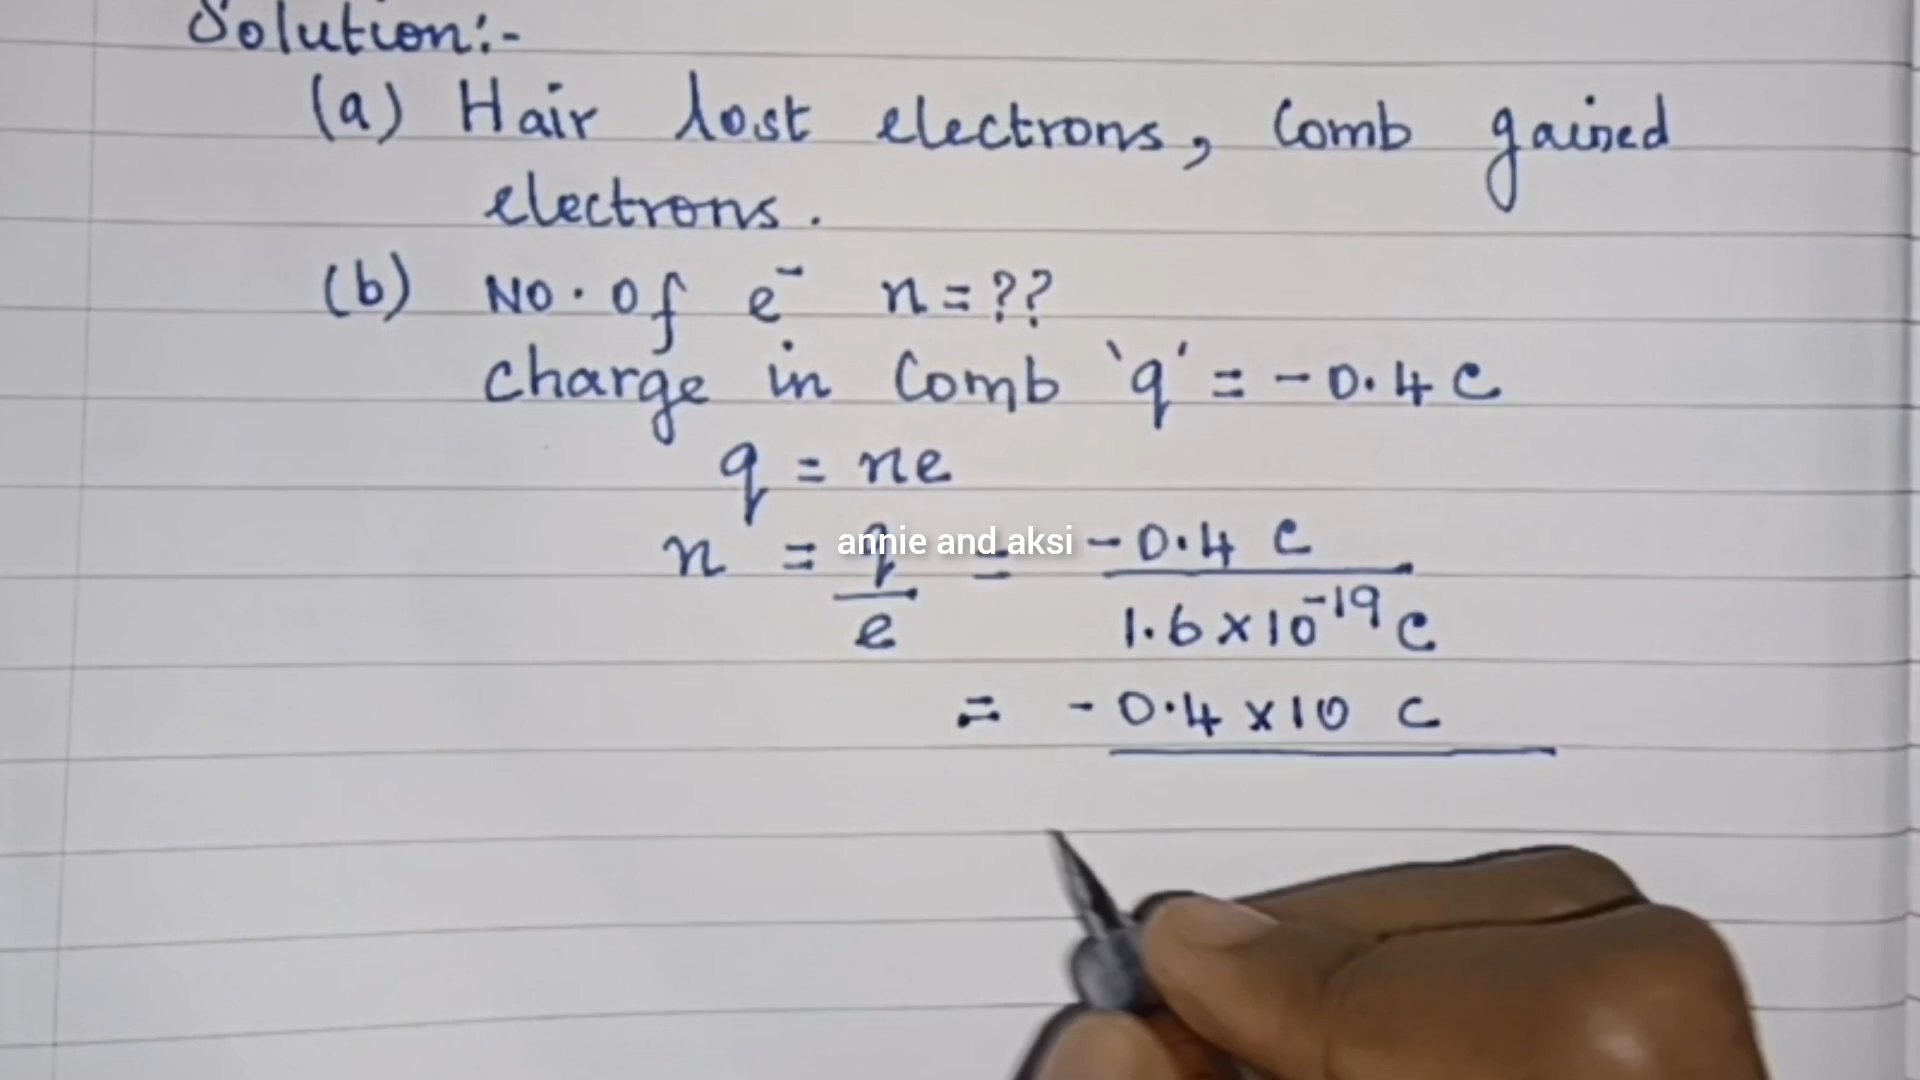 Solution:-
(a) Hair lost electrons, Comb gained
electrons.
(b) No. of e⁻ n = ??
charge in Comb 'q' = -0.4 C
q = ne
n = q/e = -0.4 C / 1.6 x 10⁻¹⁹ C
annie and aksi
= -0.4 x 10 C